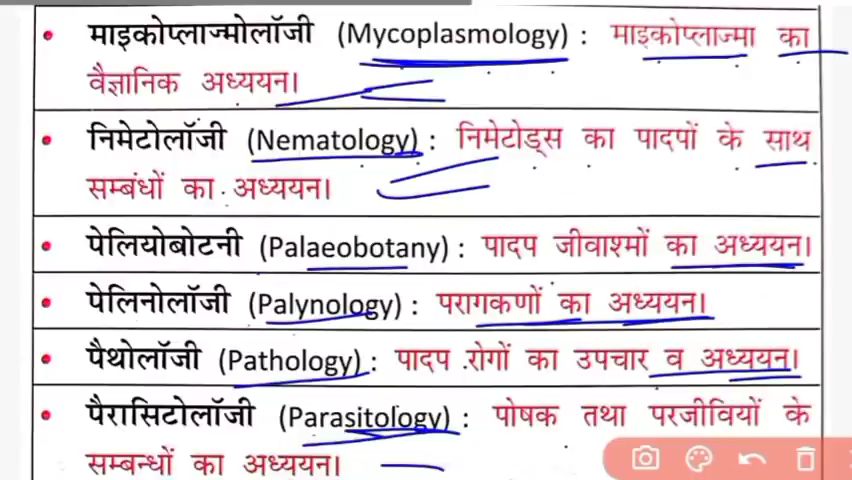 • माइकोप्लाज्मोलॉजी (Mycoplasmology) : माइकोप्लाज्मा का
वैज्ञानिक अध्ययन।
• निमेटोलॉजी (Nematology) : निमेटोड्स का पादपों के साथ
सम्बंधों का अध्ययन।
• पेलियोबोटनी (Palaeobotany) : पादप जीवाश्मों का अध्ययन।
• पेलिनोलॉजी (Palynology) : परागकणों का अध्ययन।
• पैथोलॉजी (Pathology) : पादप रोगों का उपचार व अध्ययन।
• पैरासिटोलॉजी (Parasitology) : पोषक तथा परजीवियों के
सम्बन्धों का अध्ययन।